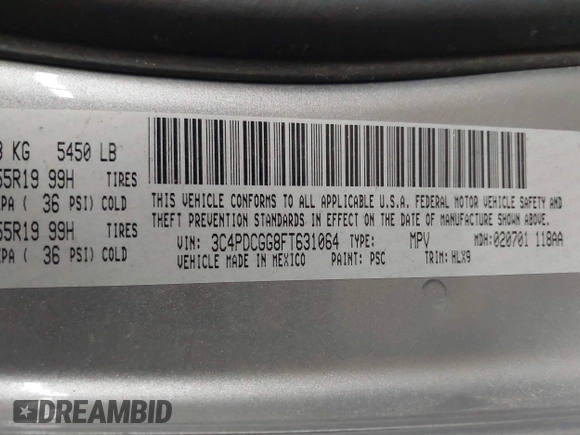 KG 5450 LB
55R19 99H TIRES
PA ( 36 PSI) COLD
55R19 99H TIRES
PA ( 36 PSI) COLD
THIS VEHICLE CONFORMS TO ALL APPLICABLE U.S.A. FEDERAL MOTOR VEHICLE SAFETY AND
THEFT PREVENTION STANDARDS IN EFFECT ON THE DATE OF MANUFACTURE SHOWN ABOVE.
VIN: 3C4PDCGG8FT631064 TYPE: MPV MDH: 020701 118AA
VEHICLE MADE IN MEXICO PAINT: PSC TRIM: HLX9
DREAMBID